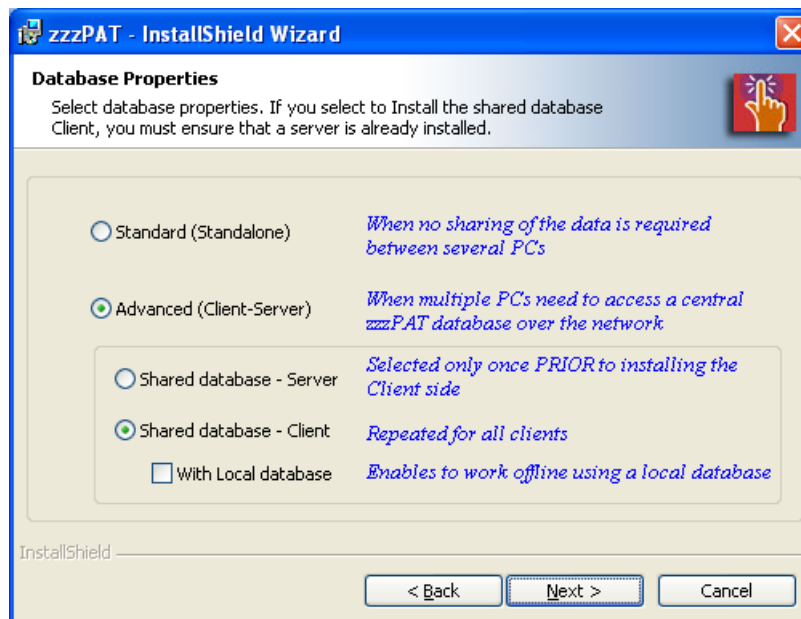 zzzPAT - InstallShield Wizard
Database Properties
Select database properties. If you select to Install the shared database
Client, you must ensure that a server is already installed.
Standard (Standalone)
When no sharing of the data is required
between several PCs
Advanced (Client-Server)
When multiple PCs need to access a central
zzzPAT database over the network
Shared database - Server
Selected only once PRIOR to installing the
Client side
Shared database - Client
Repeated for all clients
With Local database
Enables to work offline using a local database
InstallShield
< Back
Next >
Cancel